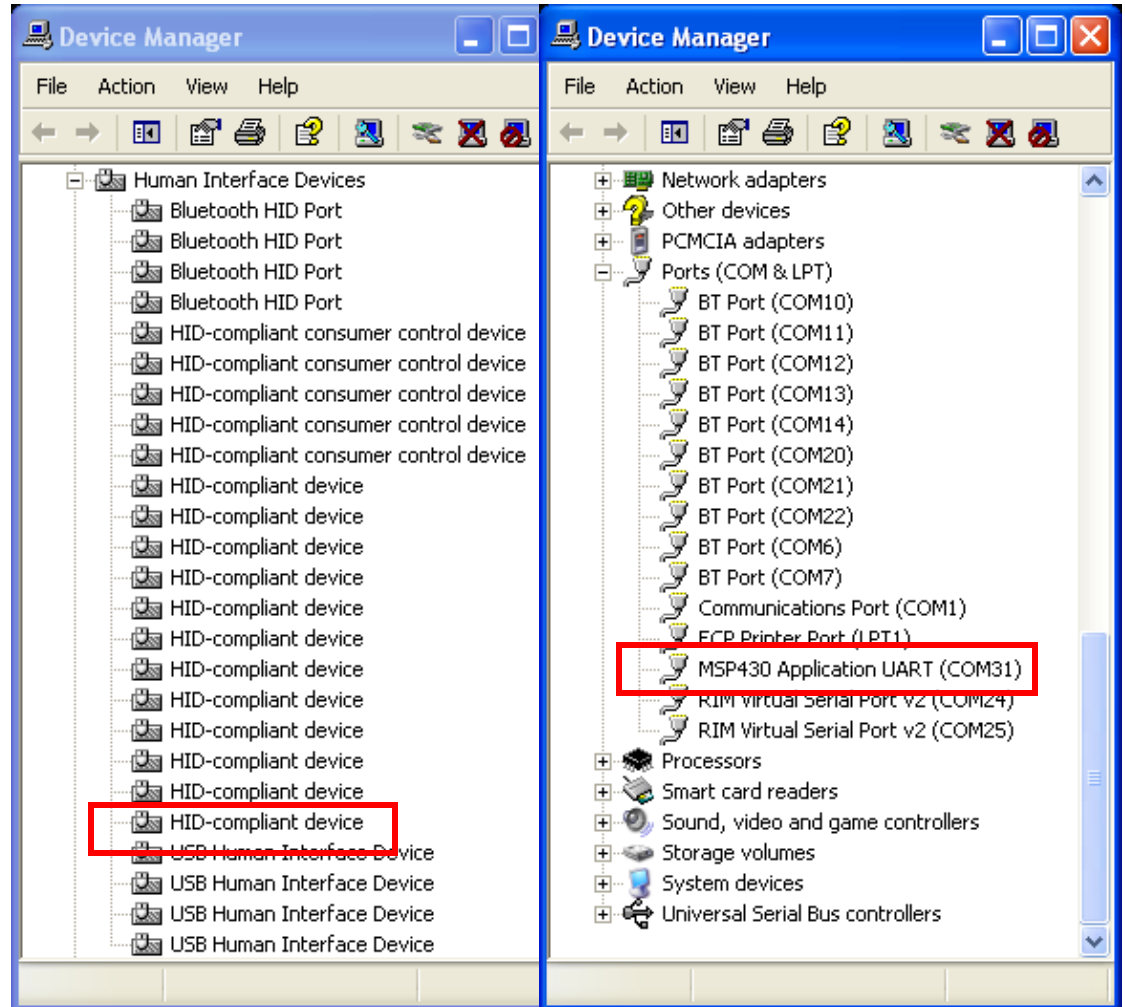 Device Manager
File Action View Help
Human Interface Devices
Bluetooth HID Port
Bluetooth HID Port
Bluetooth HID Port
Bluetooth HID Port
HID-compliant consumer control device
HID-compliant consumer control device
HID-compliant consumer control device
HID-compliant consumer control device
HID-compliant consumer control device
HID-compliant device
HID-compliant device
HID-compliant device
HID-compliant device
HID-compliant device
HID-compliant device
HID-compliant device
HID-compliant device
HID-compliant device
HID-compliant device
HID-compliant device
HID-compliant device
USB Human Interface Device
USB Human Interface Device
USB Human Interface Device
USB Human Interface Device
Device Manager
File Action View Help
Network adapters
Other devices
PCMCIA adapters
Ports (COM & LPT)
BT Port (COM10)
BT Port (COM11)
BT Port (COM12)
BT Port (COM13)
BT Port (COM14)
BT Port (COM20)
BT Port (COM21)
BT Port (COM22)
BT Port (COM6)
BT Port (COM7)
Communications Port (COM1)
ECP Printer Port (LPT1)
MSP430 Application UART (COM31)
RIM Virtual Serial Port v2 (COM24)
RIM Virtual Serial Port v2 (COM25)
Processors
Smart card readers
Sound, video and game controllers
Storage volumes
System devices
Universal Serial Bus controllers